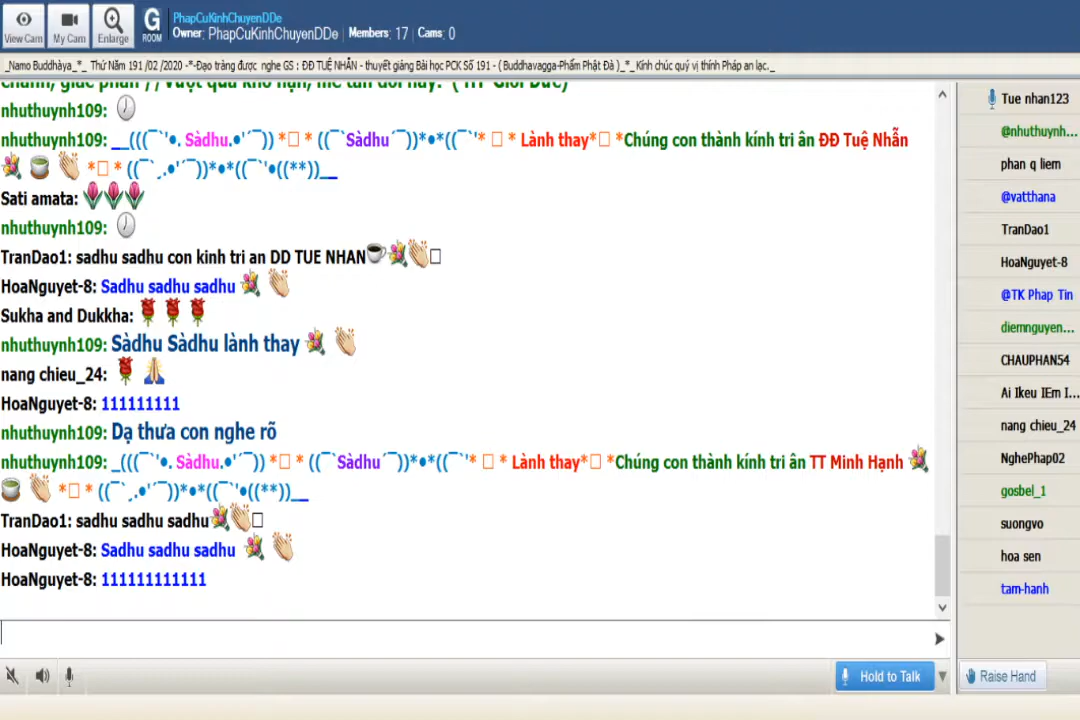 View Cam
My Cam
Enlarge
G
ROOM
PhapCuKinhChuyenDDe
Owner: PhapCuKinhChuyenDDe | Members: 17 | Cams: 0
_Namo Buddhàya_*_ Thứ Năm 191 /02 /2020 -*-Đạo tràng được nghe GS : ĐĐ TUỆ NHẪN - thuyết giảng Bài học PCK Số 191 - ( Buddhavagga-Phẩm Phật Đà )_*_Kính chúc quý vị thính Pháp an lạc._
nhuthuynh109:
nhuthuynh109: __(((¯`'•. Sàdhu.•'´¯)) * * ((¯`Sàdhu´¯))*•*((¯`'* * Lành thay* *Chúng con thành kính tri ân ĐĐ Tuệ Nhẫn
* * ((¯`¸.•'´¯))*•*((¯`'•((**))__
Sati amata:
nhuthuynh109:
TranDao1: sadhu sadhu con kinh tri an DD TUE NHAN
HoaNguyet-8: Sadhu sadhu sadhu
Sukha and Dukkha:
nhuthuynh109: Sàdhu Sàdhu lành thay
nang chieu_24:
HoaNguyet-8: 111111111
nhuthuynh109: Dạ thưa con nghe rõ
nhuthuynh109: _(((¯`'•. Sàdhu.•'´¯)) * * ((¯`Sàdhu´¯))*•*((¯`'* * Lành thay* *Chúng con thành kính tri ân TT Minh Hạnh
* * ((¯`¸.•'´¯))*•*((¯`'•((**))__
TranDao1: sadhu sadhu sadhu
HoaNguyet-8: Sadhu sadhu sadhu
HoaNguyet-8: 111111111111
Hold to Talk
Tue nhan123
@nhuthuynh...
phan q liem
@vatthana
TranDao1
HoaNguyet-8
@TK Phap Tin
diemnguyen...
CHAUPHAN54
Ai Ikeu IEm I...
nang chieu_24
NghePhap02
gosbel_1
suongvo
hoa sen
tam-hanh
Raise Hand